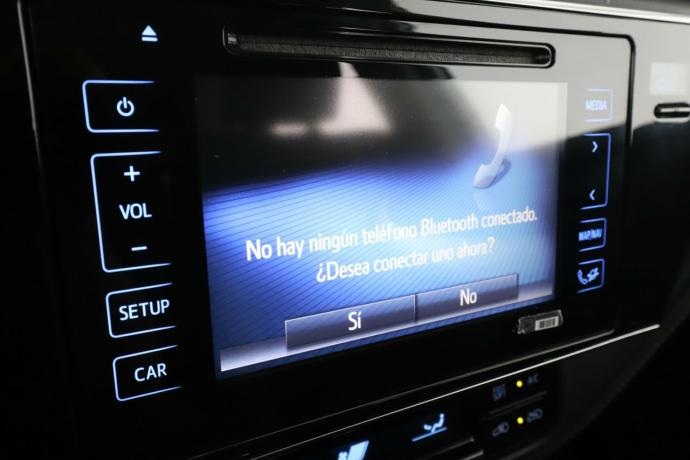 MEDIA
+
VOL
−
SETUP
CAR
MAP/NAV
No hay ningún teléfono Bluetooth conectado.
¿Desea conectar uno ahora?
Sí
No
A/C